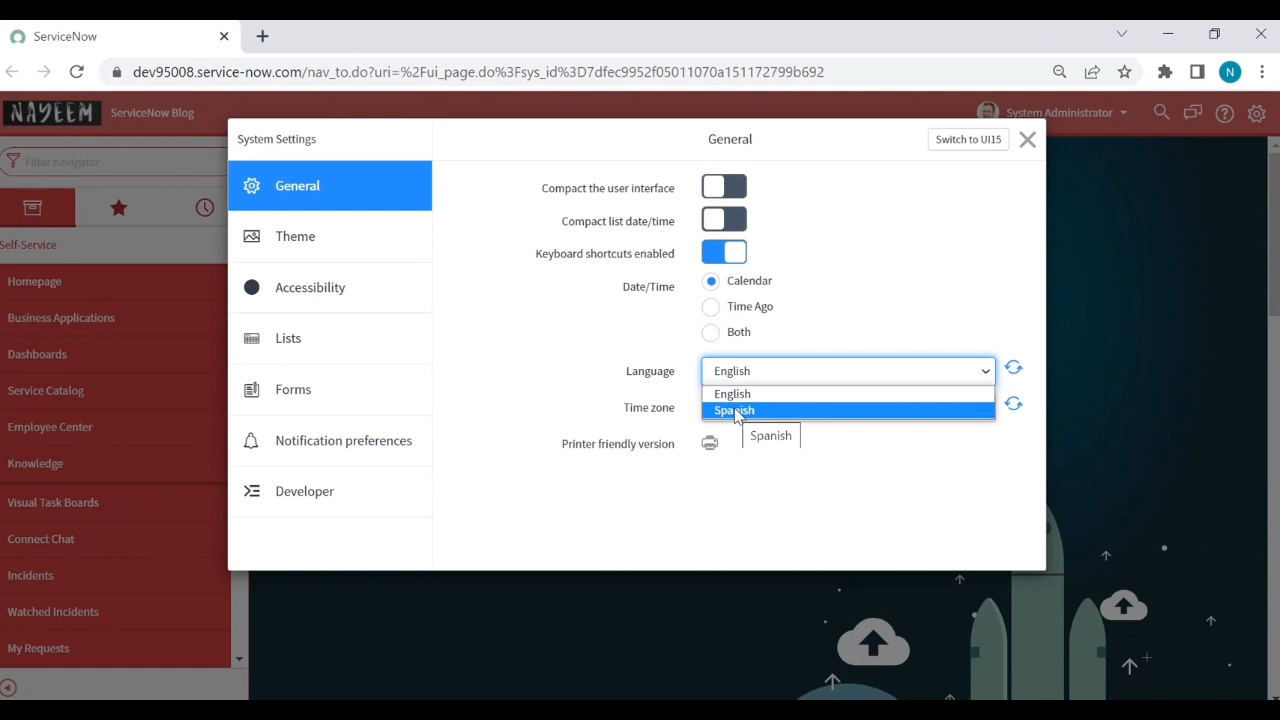 ServiceNow
dev95008.service-now.com/nav_to.do?uri=%2Fui_page.do%3Fsys_id%3D7dfec9952f05011070a151172799b692
N
NAYEEM ServiceNow Blog
System Administrator
Filter navigator
Self-Service
Homepage
Business Applications
Dashboards
Service Catalog
Employee Center
Knowledge
Visual Task Boards
Connect Chat
Incidents
Watched Incidents
My Requests
System Settings
General
Theme
Accessibility
Lists
Forms
Notification preferences
Developer
General
Switch to UI15
Compact the user interface
Compact list date/time
Keyboard shortcuts enabled
Date/Time
Calendar
Time Ago
Both
Language
English
English
Spanish
Spanish
Time zone
Printer friendly version